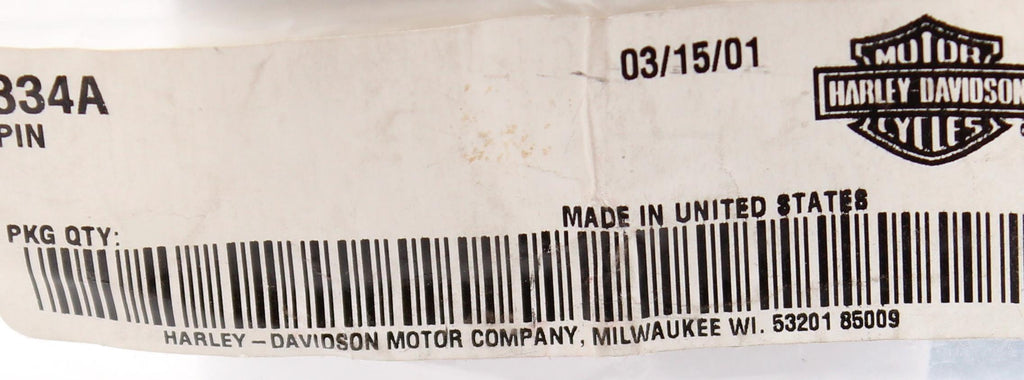 334A
PIN
03/15/01
MOTOR
HARLEY-DAVIDSON
CYCLES
MADE IN UNITED STATES
PKG QTY:
HARLEY-DAVIDSON MOTOR COMPANY, MILWAUKEE WI. 53201 85009